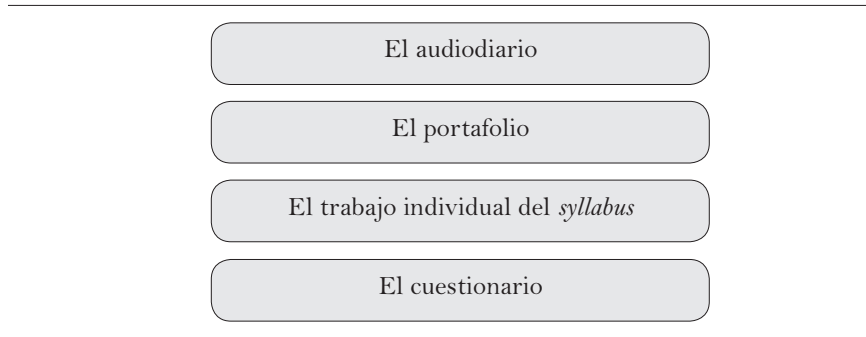 El audiodiario
El portafolio
El trabajo individual del syllabus
El cuestionario